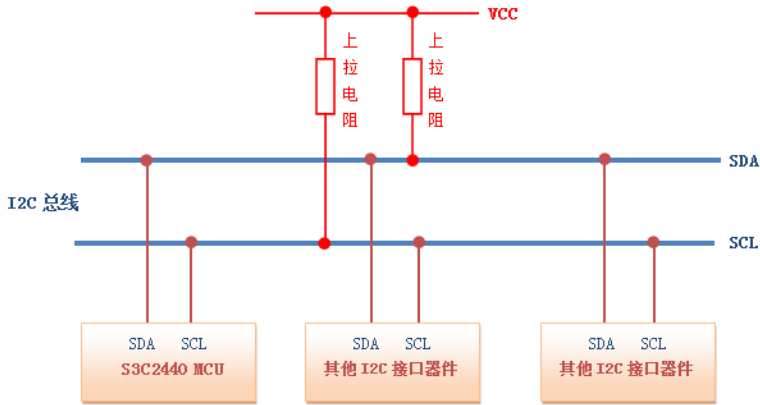 VCC
上拉电阻
上拉电阻
SDA
I2C 总线
SCL
SDA SCL
S3C2440 MCU
SDA SCL
其他 I2C 接口器件
SDA SCL
其他 I2C 接口器件